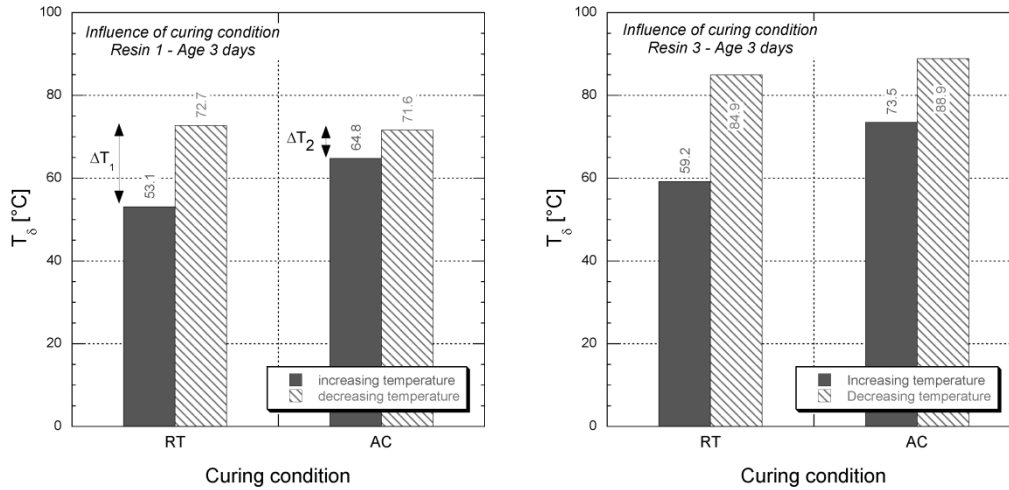 Influence of curing condition
Resin 1 - Age 3 days
100
80
60
40
20
0
Tδ [°C]
ΔT1
53.1
72.7
ΔT2
64.8
71.6
increasing temperature
decreasing temperature
RT
AC
Curing condition
Influence of curing condition
Resin 3 - Age 3 days
100
80
60
40
20
0
Tδ [°C]
59.2
84.9
73.5
88.9
Increasing temperature
Decreasing temperature
RT
AC
Curing condition